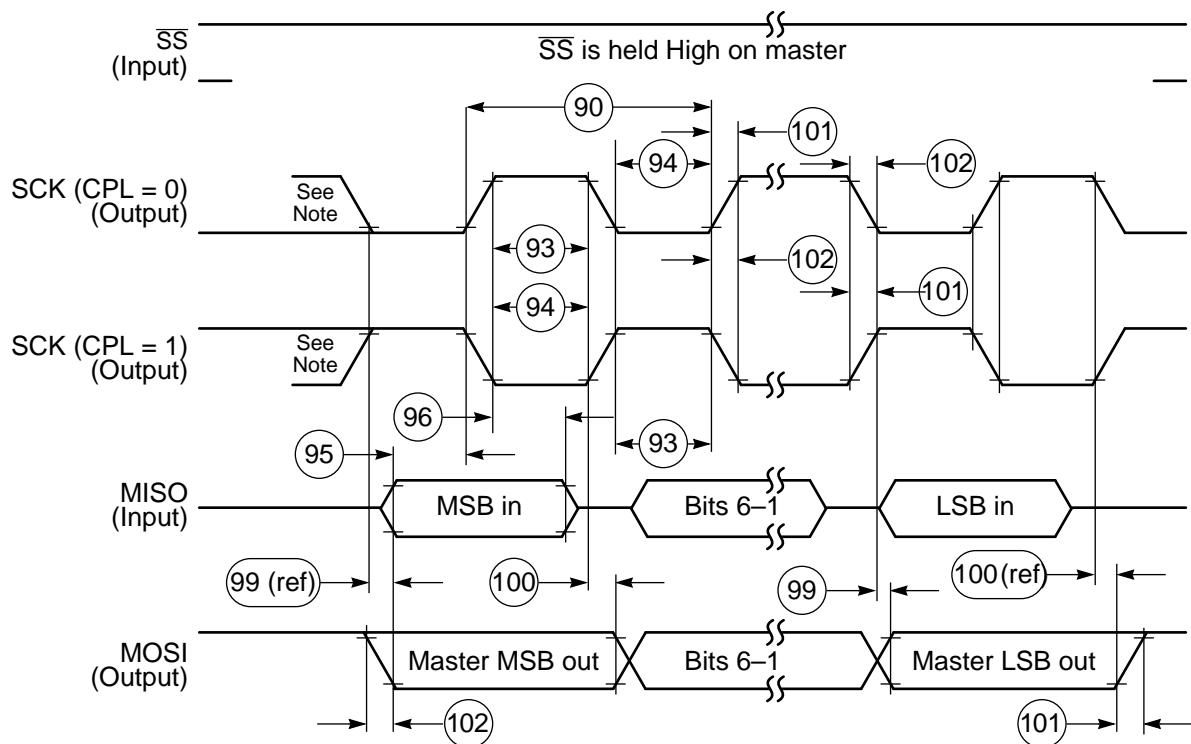 SS
(Input)
SS is held High on master
90
101
94
102
SCK (CPL = 0)
(Output)
See
Note
93
102
94
101
SCK (CPL = 1)
(Output)
See
Note
96
93
95
MISO
(Input)
MSB in
Bits 6–1
LSB in
99 (ref)
100
99
100 (ref)
MOSI
(Output)
Master MSB out
Bits 6–1
Master LSB out
102
101